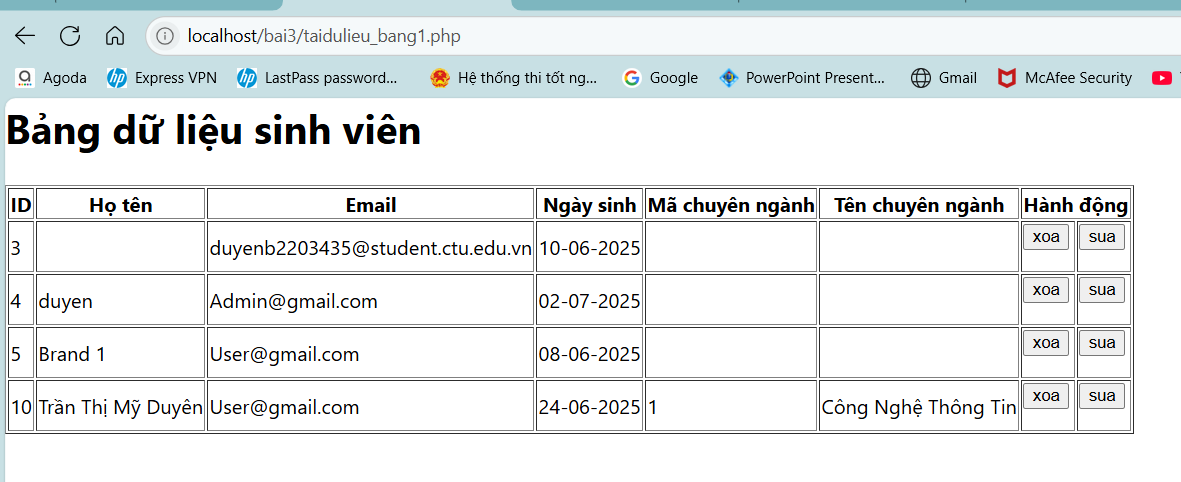 localhost/bai3/taidulieu_bang1.php
Agoda Express VPN LastPass password... Hệ thống thi tốt ng... Google PowerPoint Present... Gmail McAfee Security
Bảng dữ liệu sinh viên
ID Họ tên Email Ngày sinh Mã chuyên ngành Tên chuyên ngành Hành động
3 duyenb2203435@student.ctu.edu.vn 10-06-2025 xoa sua
4 duyen Admin@gmail.com 02-07-2025 xoa sua
5 Brand 1 User@gmail.com 08-06-2025 xoa sua
10 Trần Thị Mỹ Duyên User@gmail.com 24-06-2025 1 Công Nghệ Thông Tin xoa sua